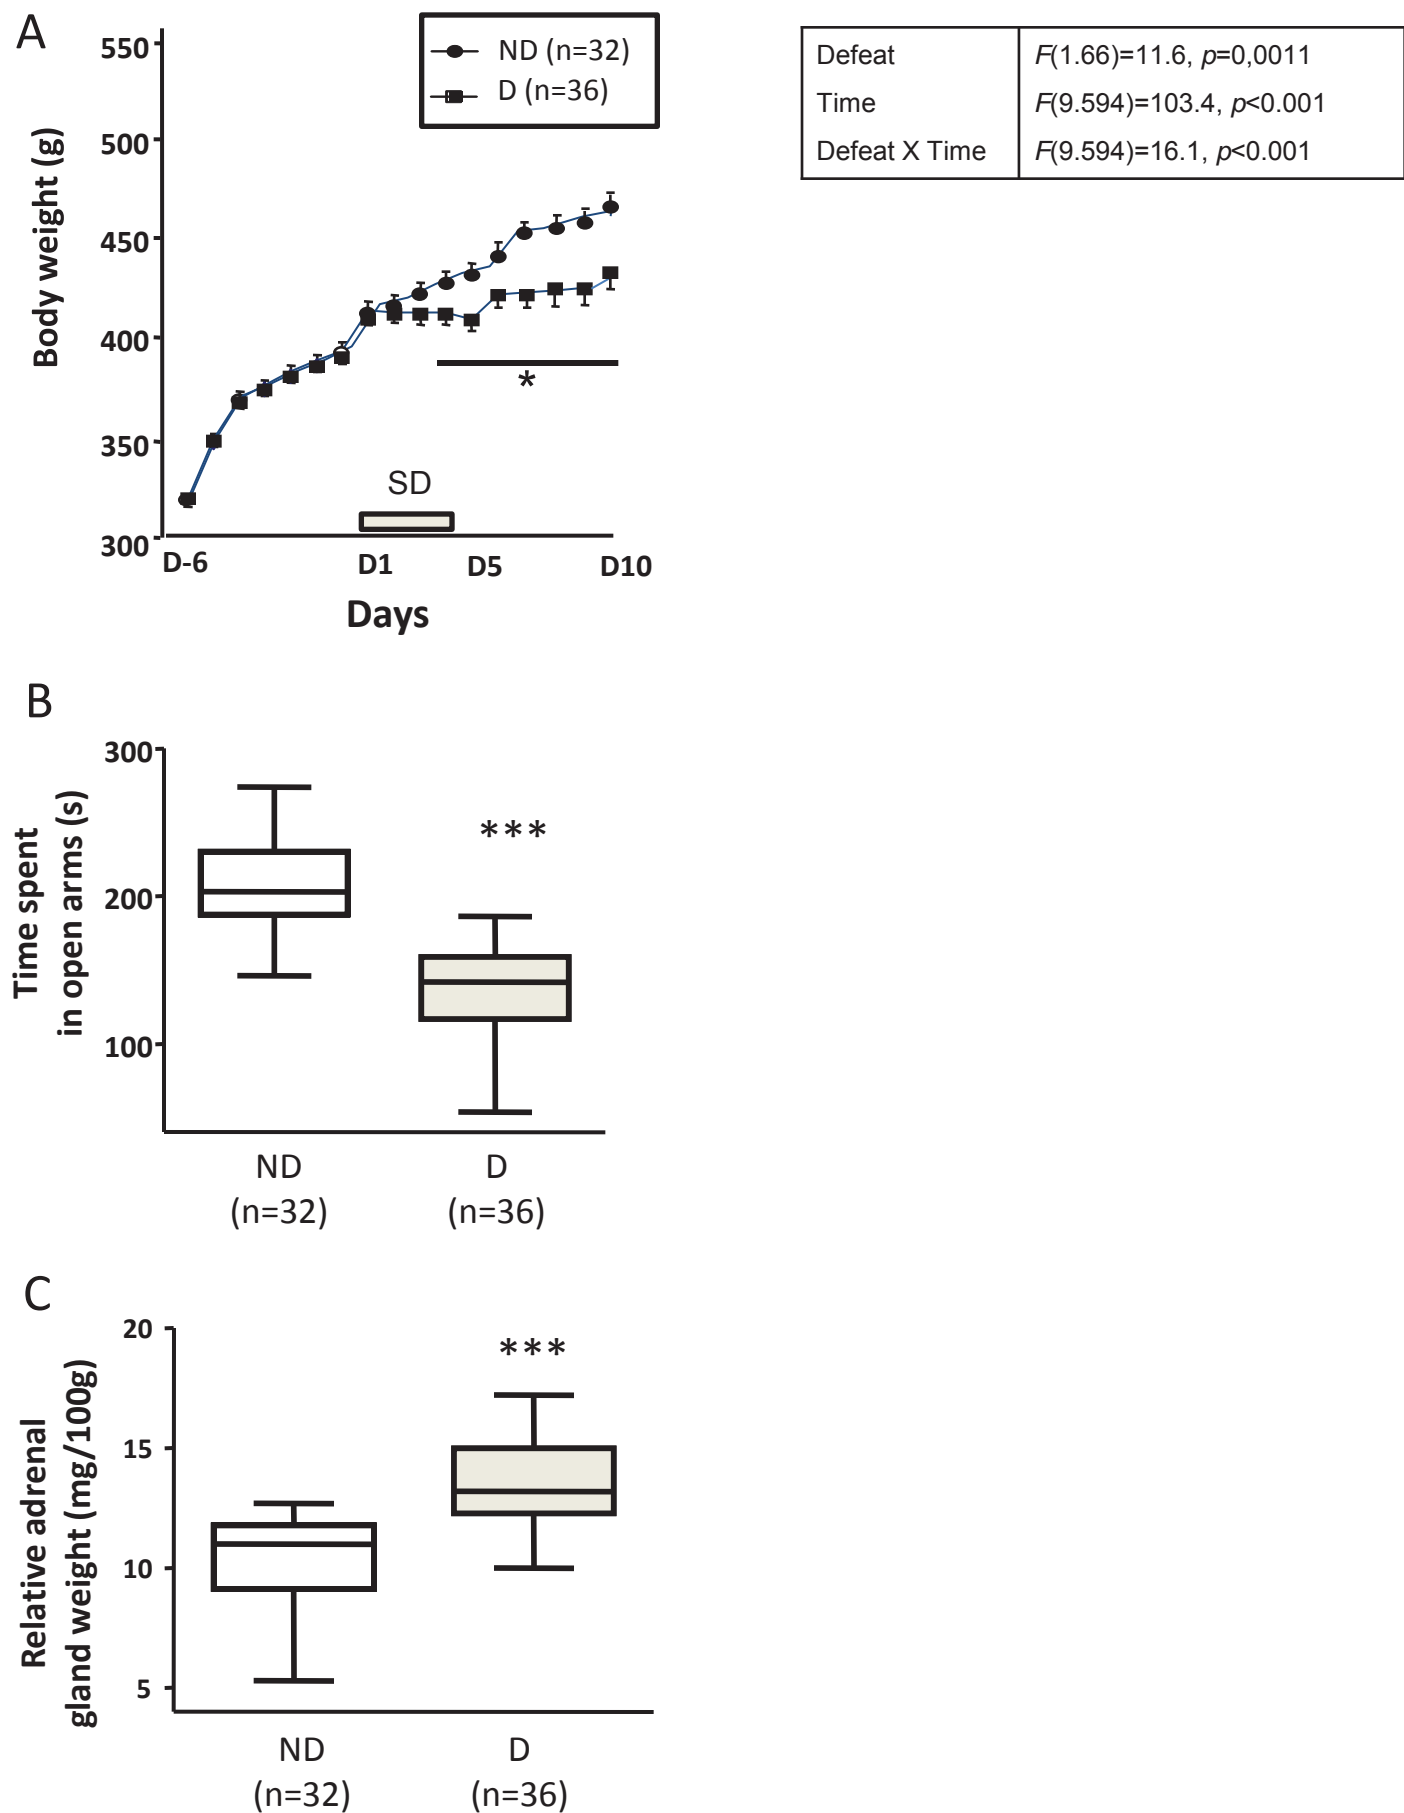 A
550
500
450
400
350
300
Body weight (g)
ND (n=32)
D (n=36)
*
SD
D-6
D1
D5
D10
Days
Defeat F(1.66)=11.6, p=0,0011
Time F(9.594)=103.4, p<0.001
Defeat X Time F(9.594)=16.1, p<0.001
B
300
200
100
Time spent
in open arms (s)
***
ND
(n=32)
D
(n=36)
C
20
15
10
5
Relative adrenal
gland weight (mg/100g)
***
ND
(n=32)
D
(n=36)